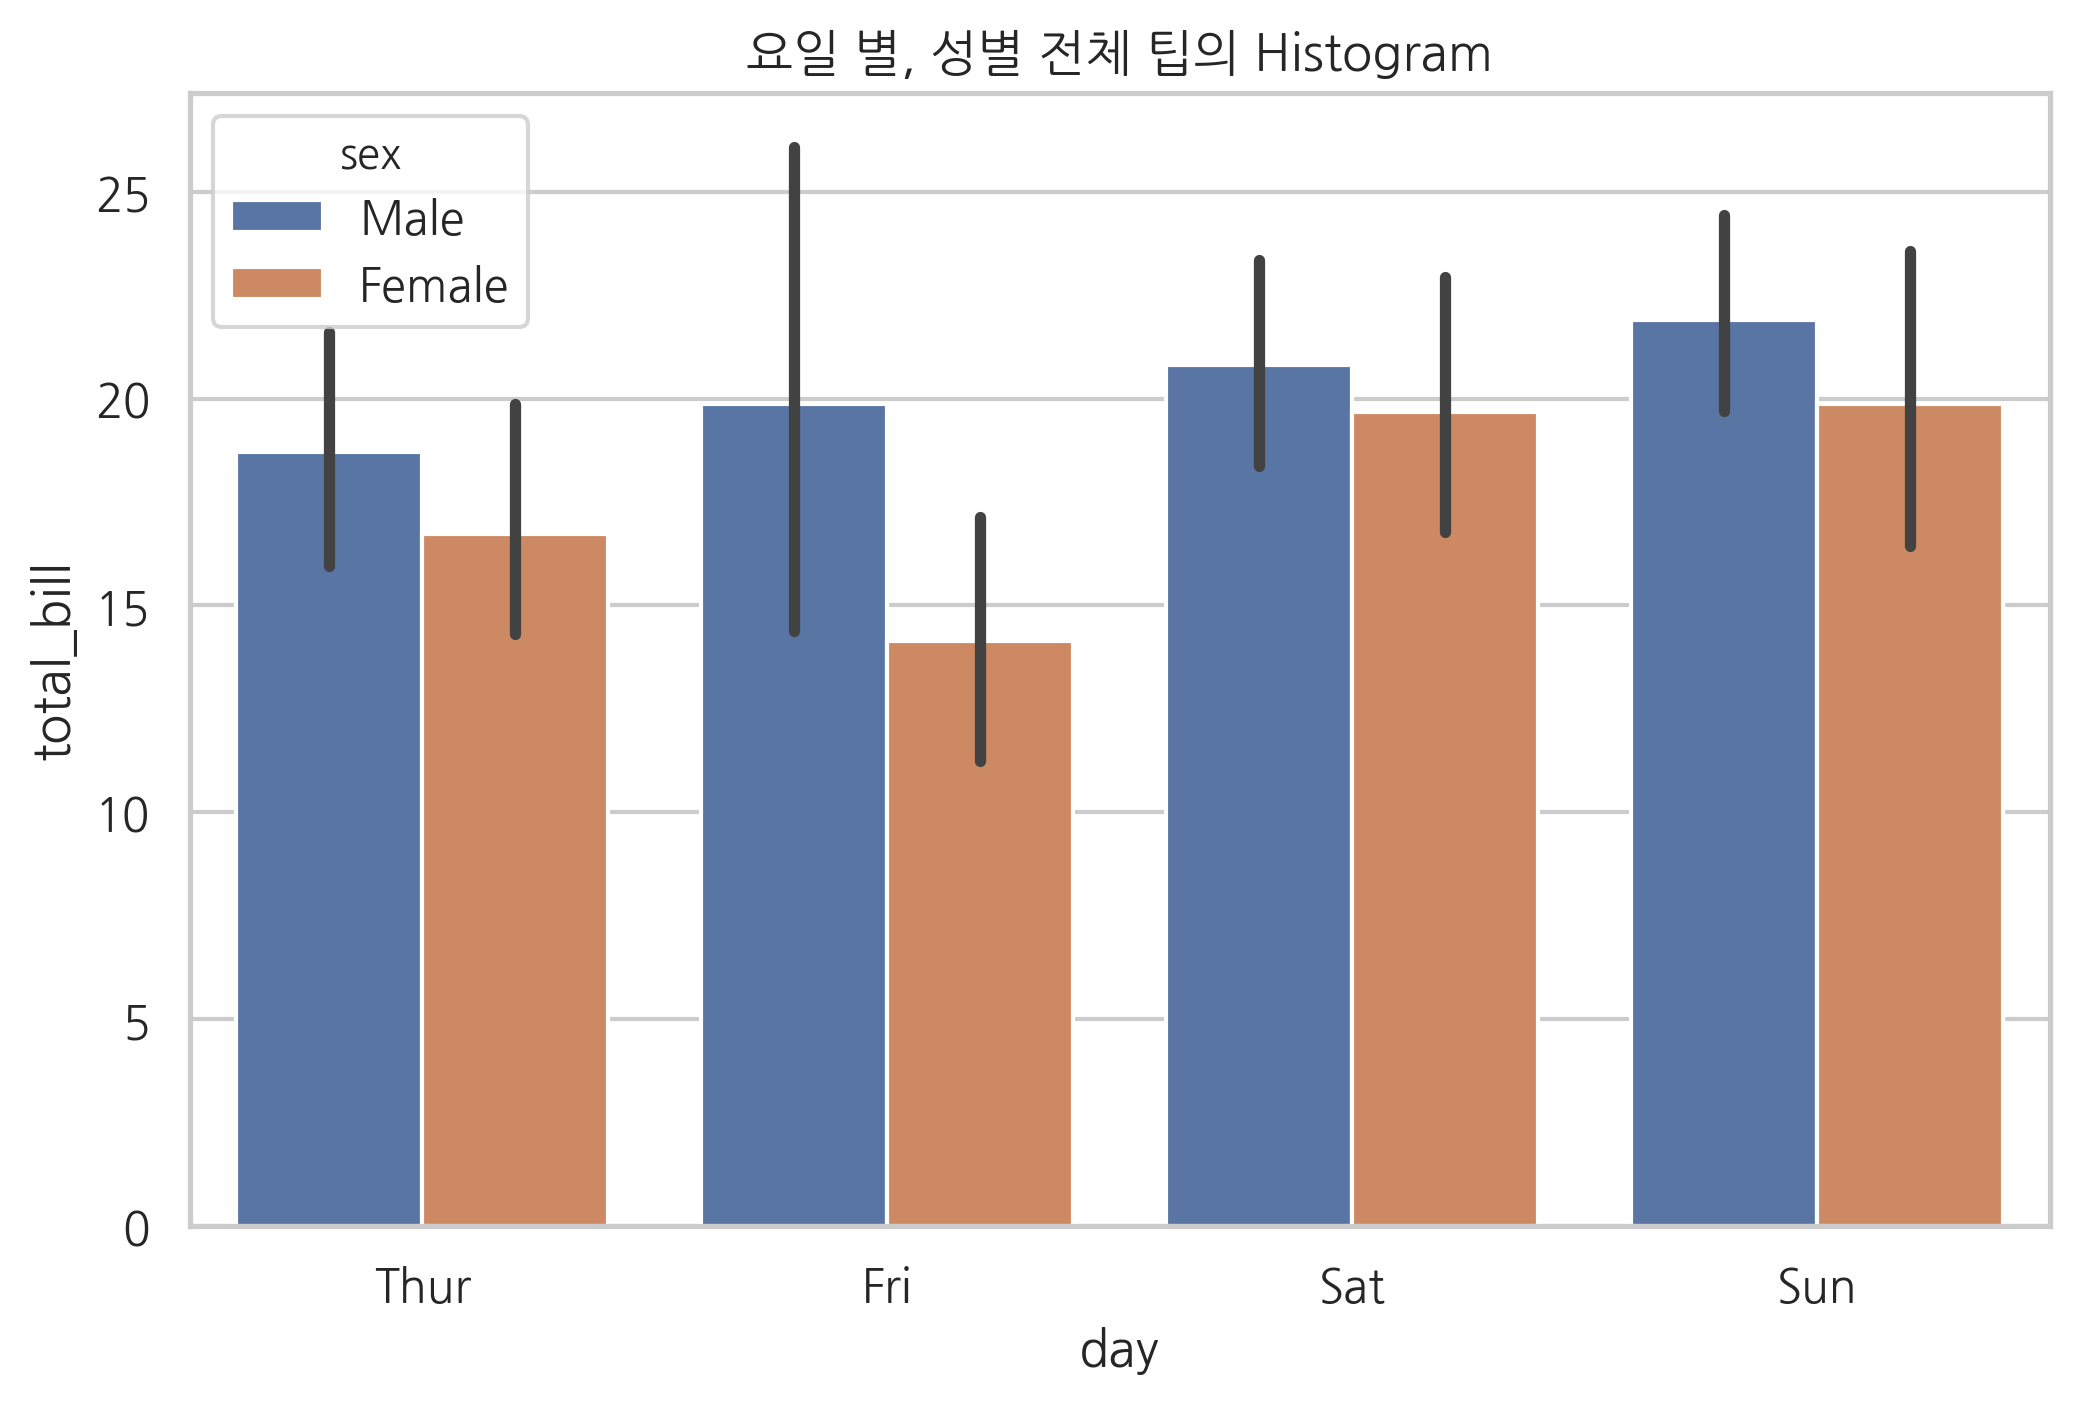 요일 별, 성별 전체 팁의 Histogram
sex
Male
Female
25
20
15
10
5
0
total_bill
Thur
Fri
Sat
Sun
day